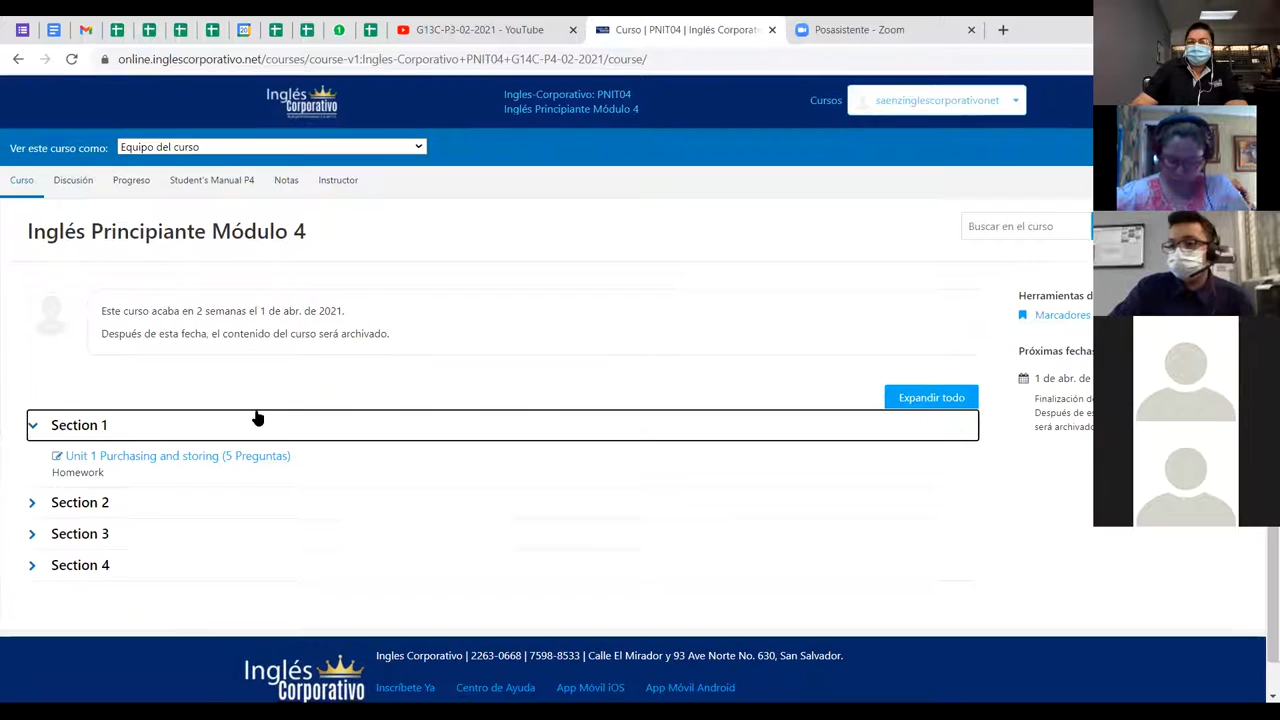 G13C-P3-02-2021 - YouTube
Curso | PNIT04 | Inglés Corporati
Posasistente - Zoom
online.inglescorporativo.net/courses/course-v1:Ingles-Corporativo+PNIT04+G14C-P4-02-2021/course/
Inglés Corporativo
Ingles-Corporativo: PNIT04
Inglés Principiante Módulo 4
Cursos
saenzinglescorporativonet
Ver este curso como:
Equipo del curso
Curso
Discusión
Progreso
Student's Manual P4
Notas
Instructor
Inglés Principiante Módulo 4
Buscar en el curso
Este curso acaba en 2 semanas el 1 de abr. de 2021.
Después de esta fecha, el contenido del curso será archivado.
Herramientas d
Marcadores
Próximas fecha
1 de abr. de
Finalización de
Después de es
será archivado
Expandir todo
Section 1
Unit 1 Purchasing and storing (5 Preguntas)
Homework
Section 2
Section 3
Section 4
Inglés Corporativo
Ingles Corporativo | 2263-0668 | 7598-8533 | Calle El Mirador y 93 Ave Norte No. 630, San Salvador.
Inscríbete Ya
Centro de Ayuda
App Móvil iOS
App Móvil Android